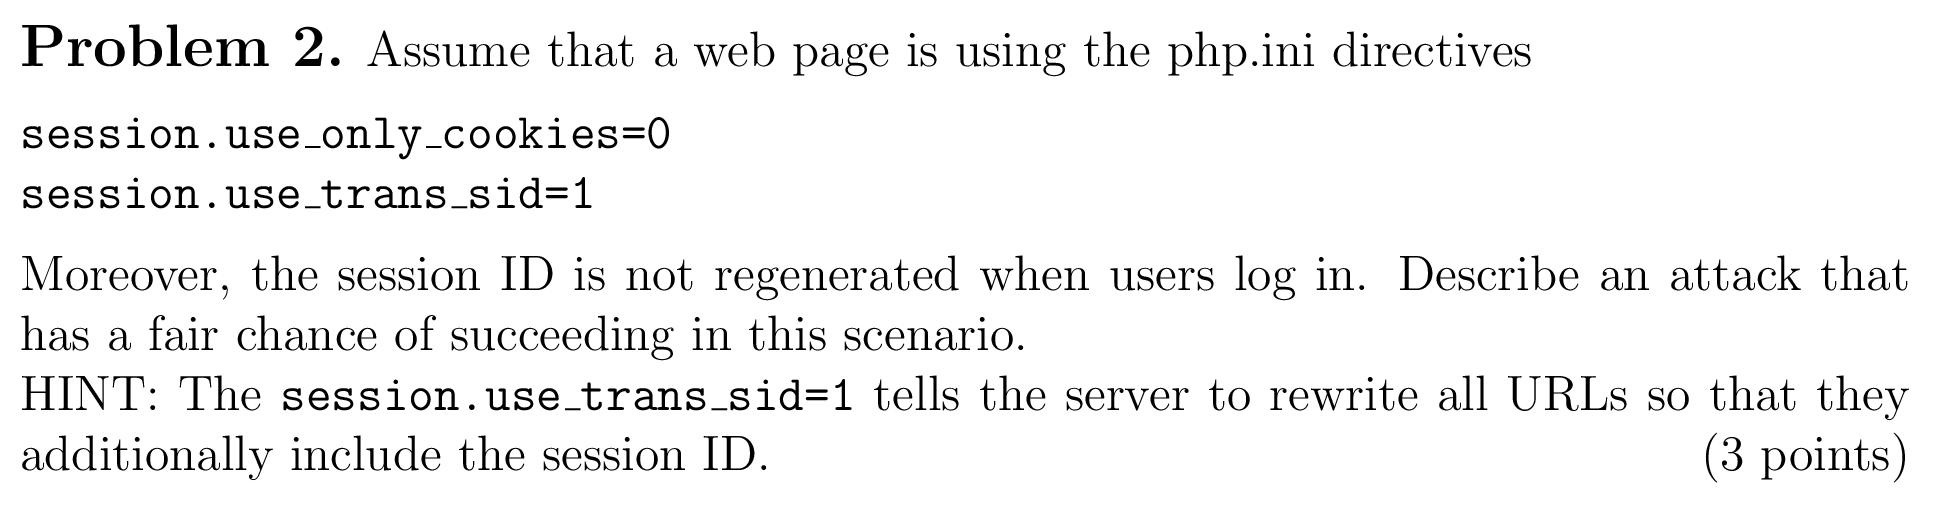 Problem 2. Assume that a web page is using the php.ini directives
session.use_only_cookies=0
session.use_trans_sid=1
Moreover, the session ID is not regenerated when users log in. Describe an attack that
has a fair chance of succeeding in this scenario.
HINT: The session.use_trans_sid=1 tells the server to rewrite all URLs so that they
additionally include the session ID. (3 points)